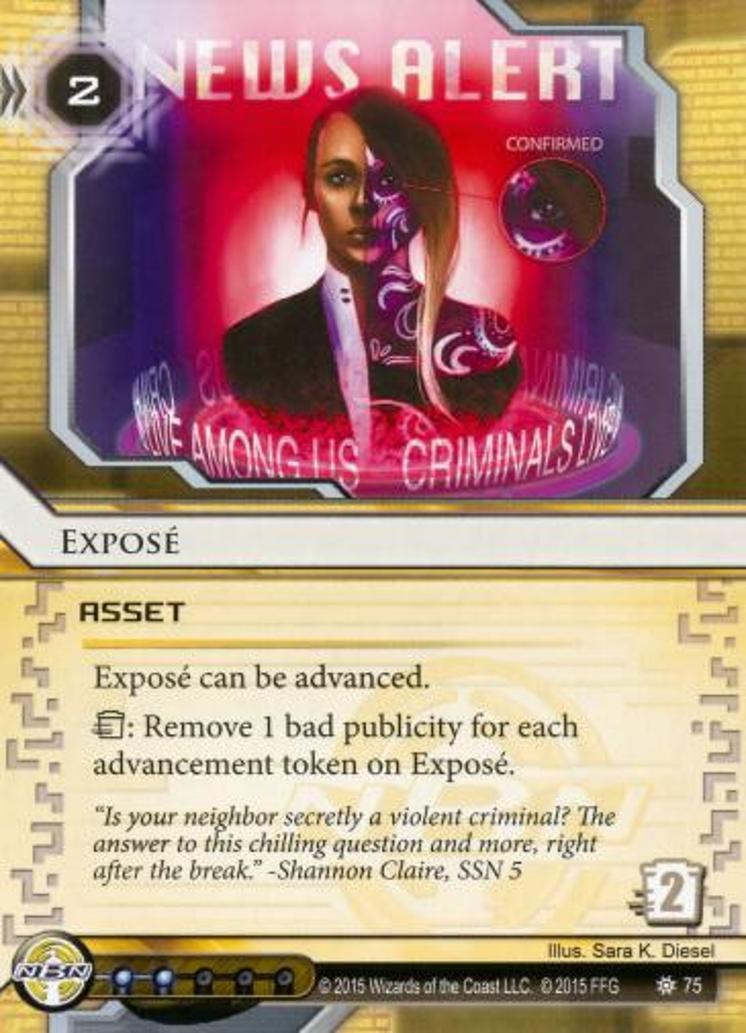 2
NEWS ALERT
CONFIRMED
AMONG US CRIMINALS
EXPOSÉ
ASSET
Exposé can be advanced.
: Remove 1 bad publicity for each
advancement token on Exposé.
“Is your neighbor secretly a violent criminal? The
answer to this chilling question and more, right
after the break.” -Shannon Claire, SSN 5
2
Illus. Sara K. Diesel
NBN
© 2015 Wizards of the Coast LLC. © 2015 FFG
75